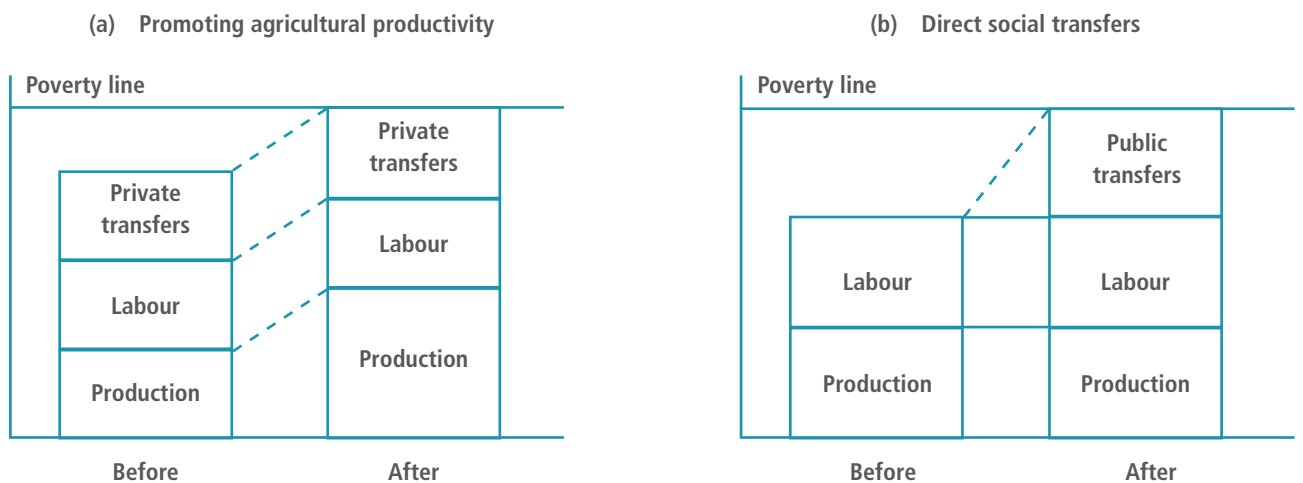 (a) Promoting agricultural productivity
Poverty line
Private
transfers
Labour
Production
Private
transfers
Labour
Production
Before
After
(b) Direct social transfers
Poverty line
Labour
Production
Public
transfers
Labour
Production
Before
After